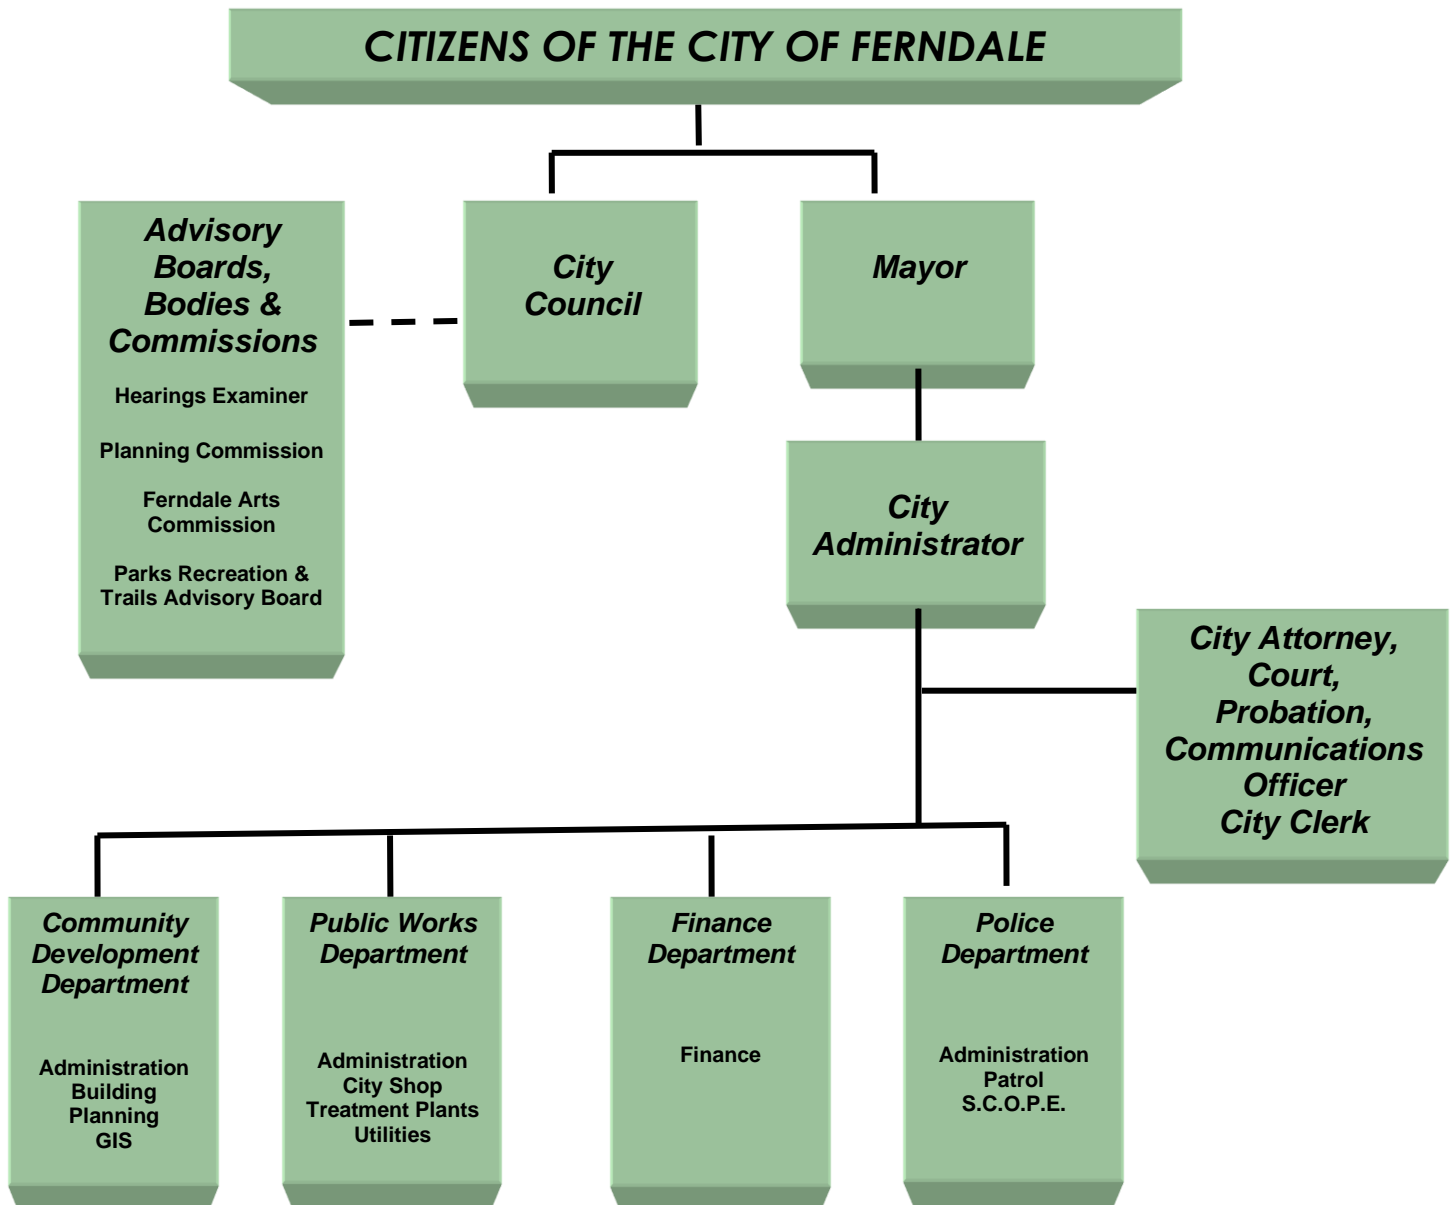 CITIZENS OF THE CITY OF FERNDALE
Advisory
Boards,
Bodies &
Commissions
Hearings Examiner
Planning Commission
Ferndale Arts
Commission
Parks Recreation &
Trails Advisory Board
City
Council
Mayor
City
Administrator
City Attorney,
Court,
Probation,
Communications
Officer
City Clerk
Community
Development
Department
Administration
Building
Planning
GIS
Public Works
Department
Administration
City Shop
Treatment Plants
Utilities
Finance
Department
Finance
Police
Department
Administration
Patrol
S.C.O.P.E.